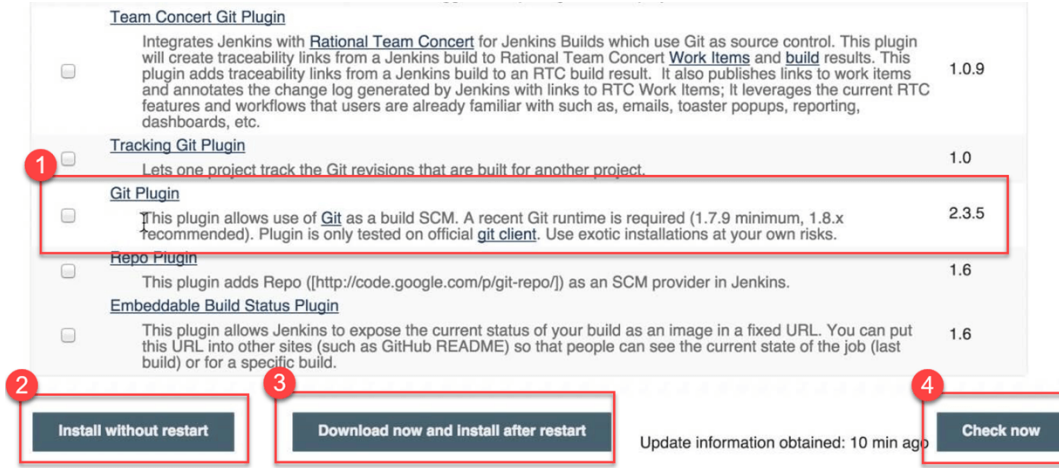 Team Concert Git Plugin
Integrates Jenkins with Rational Team Concert for Jenkins Builds which use Git as source control. This plugin
will create traceability links from a Jenkins build to Rational Team Concert Work Items and build results. This
plugin adds traceability links from a Jenkins build to an RTC build result. It also publishes links to work items
and annotates the change log generated by Jenkins with links to RTC Work Items; It leverages the current RTC
features and workflows that users are already familiar with such as, emails, toaster popups, reporting,
dashboards, etc.
1.0.9
Tracking Git Plugin
Lets one project track the Git revisions that are built for another project.
1.0
1
Git Plugin
This plugin allows use of Git as a build SCM. A recent Git runtime is required (1.7.9 minimum, 1.8.x
recommended). Plugin is only tested on official git client. Use exotic installations at your own risks.
2.3.5
Repo Plugin
This plugin adds Repo ([http://code.google.com/p/git-repo/]) as an SCM provider in Jenkins.
1.6
Embeddable Build Status Plugin
This plugin allows Jenkins to expose the current status of your build as an image in a fixed URL. You can put
this URL into other sites (such as GitHub README) so that people can see the current state of the job (last
build) or for a specific build.
1.6
2
Install without restart
3
Download now and install after restart
Update information obtained: 10 min ago
4
Check now